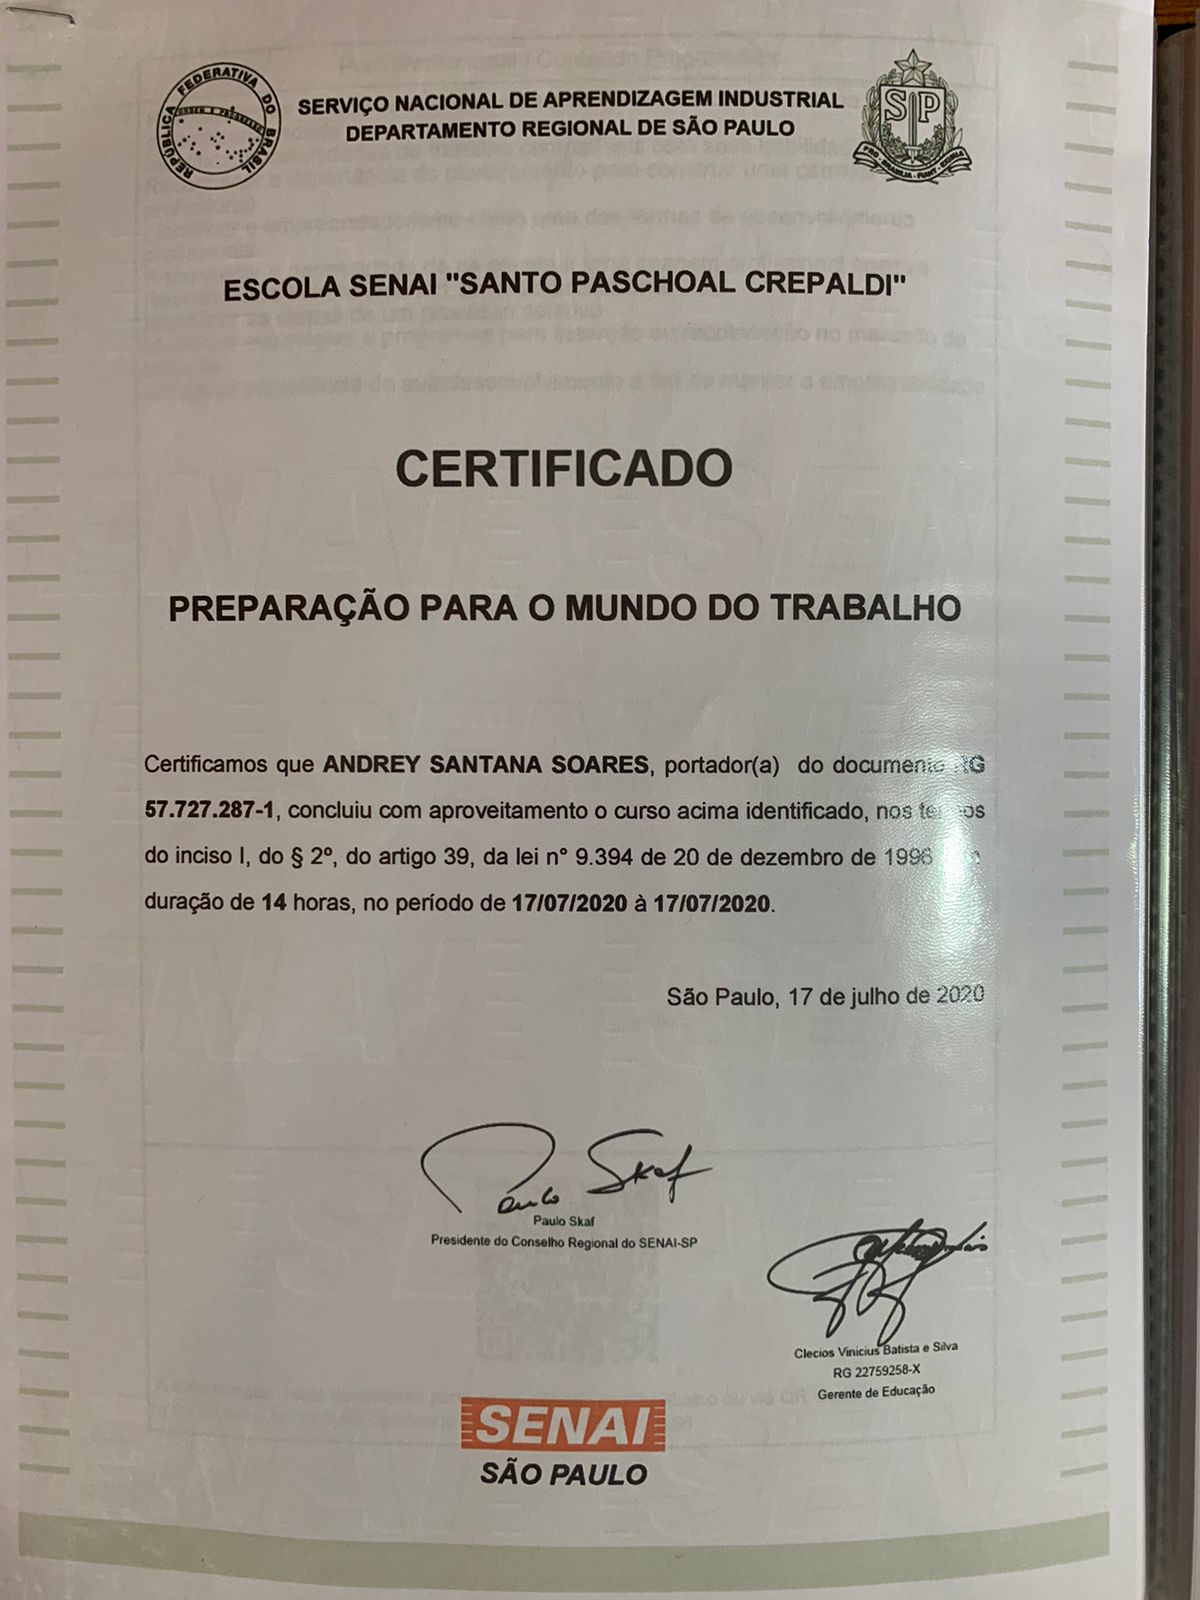 REPÚBLICA FEDERATIVA DO BRASIL
ORDEM E PROGRESSO
SERVIÇO NACIONAL DE APRENDIZAGEM INDUSTRIAL
DEPARTAMENTO REGIONAL DE SÃO PAULO
SP
ESCOLA SENAI "SANTO PASCHOAL CREPALDI"
CERTIFICADO
PREPARAÇÃO PARA O MUNDO DO TRABALHO
Certificamos que ANDREY SANTANA SOARES, portador(a) do documento RG
57.727.287-1, concluiu com aproveitamento o curso acima identificado, nos termos
do inciso I, do § 2º, do artigo 39, da lei n° 9.394 de 20 de dezembro de 1996
duração de 14 horas, no período de 17/07/2020 à 17/07/2020.
São Paulo, 17 de julho de 2020
Paulo Skaf
Paulo Skaf
Presidente do Conselho Regional do SENAI-SP
Clecios Vinícius Batista e Silva
RG 22759258-X
Gerente de Educação
SENAI
SÃO PAULO